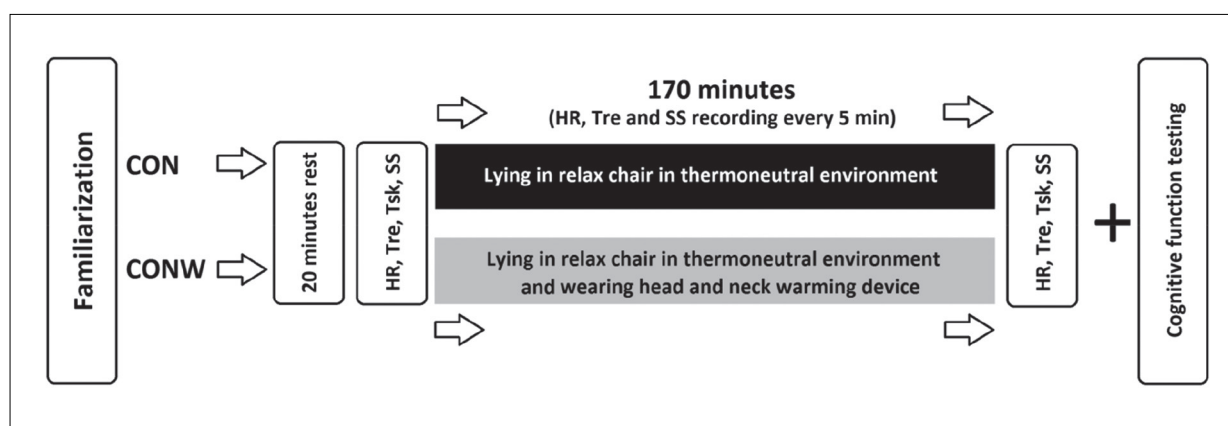 Familiarization
CON
CONW
20 minutes rest
HR, Tre, Tsk, SS
170 minutes
(HR, Tre and SS recording every 5 min)
Lying in relax chair in thermoneutral environment
Lying in relax chair in thermoneutral environment
and wearing head and neck warming device
HR, Tre, Tsk, SS
+
Cognitive function testing